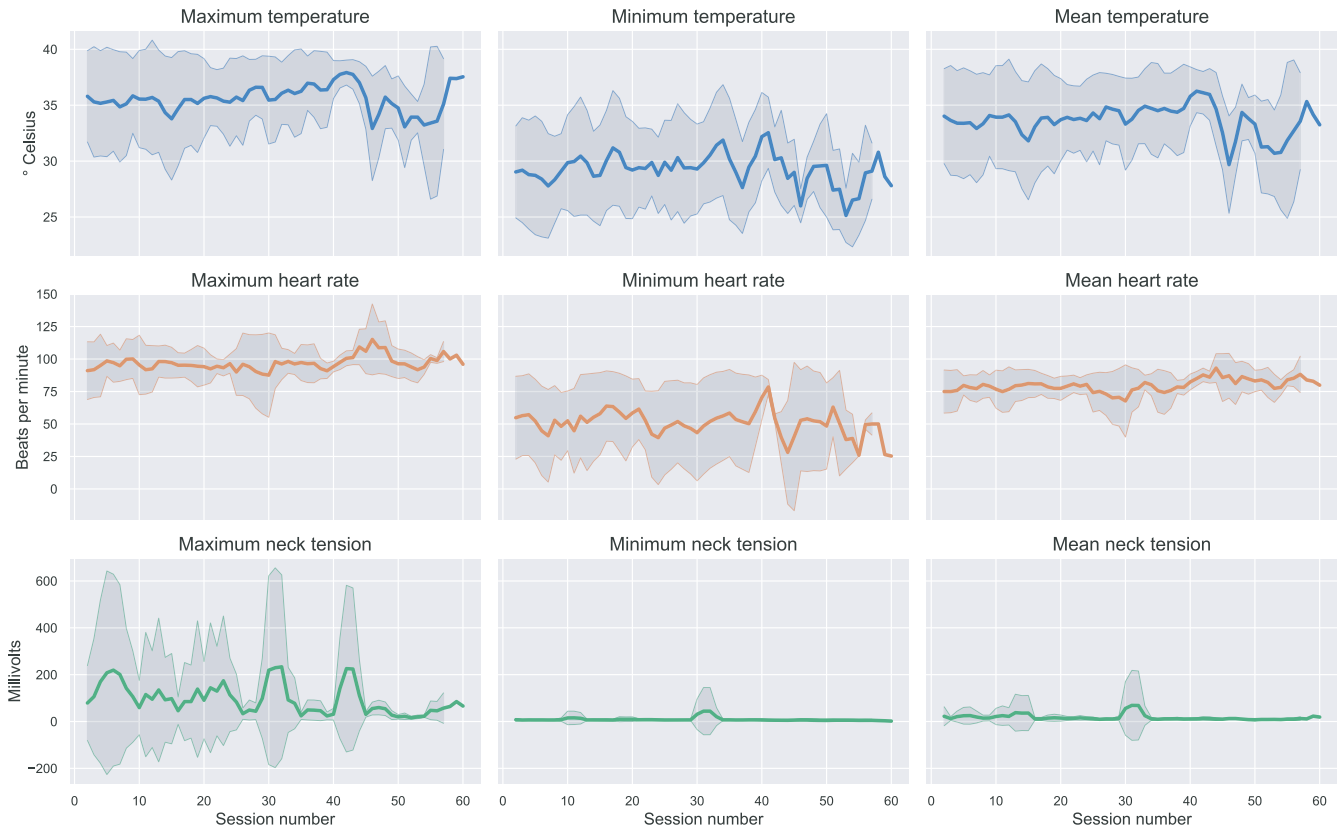 Maximum temperature Minimum temperature Mean temperature
40
35
30
25
° Celsius
Maximum heart rate Minimum heart rate Mean heart rate
150
125
100
75
50
25
0
Beats per minute
Maximum neck tension Minimum neck tension Mean neck tension
600
400
200
0
−200
Millivolts
0 10 20 30 40 50 60 0 10 20 30 40 50 60 0 10 20 30 40 50 60
Session number Session number Session number